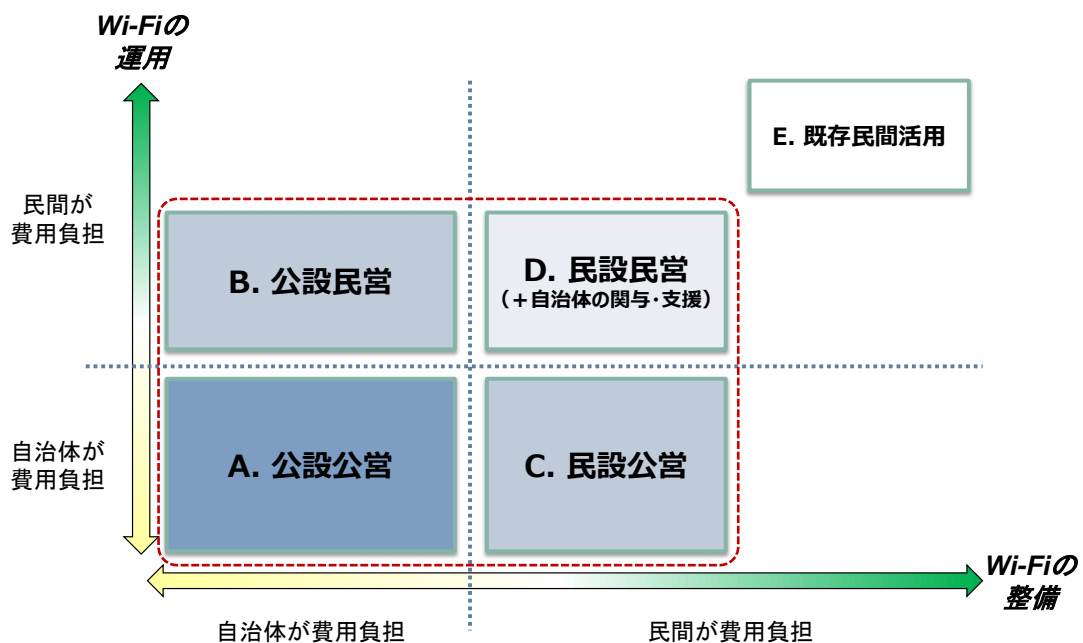 Wi-Fiの
運用
E. 既存民間活用
民間が
費用負担
B. 公設民営
D. 民設民営
（＋自治体の関与・支援）
自治体が
費用負担
A. 公設公営
C. 民設公営
Wi-Fiの
整備
自治体が費用負担
民間が費用負担